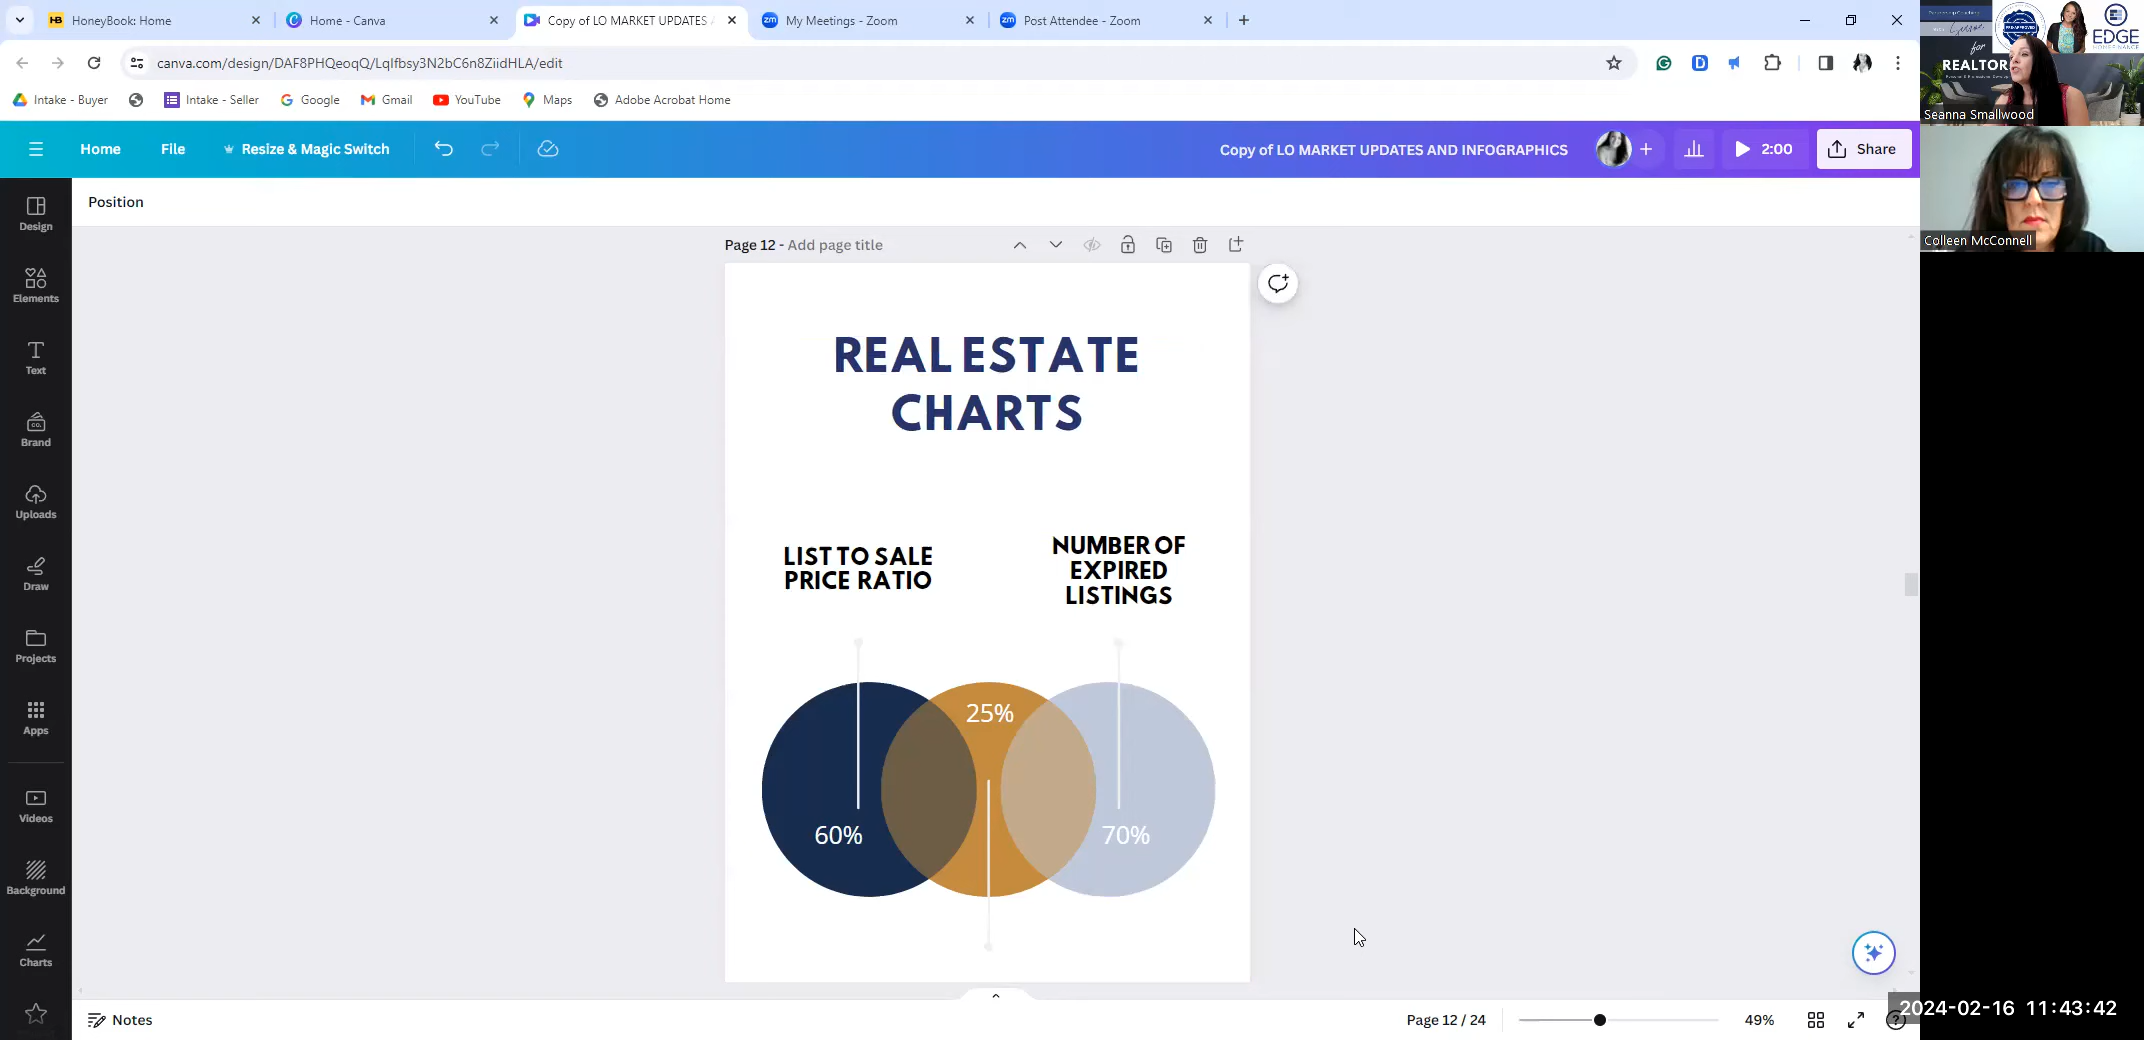 HoneyBook: Home
Home - Canva
Copy of LO MARKET UPDATES
My Meetings - Zoom
Post Attendee - Zoom
canva.com/design/DAF8PHQeoqQ/LqIfbsy3N2bC6n8ZiidHLA/edit
Intake - Buyer
Intake - Seller
Google
Gmail
YouTube
Maps
Adobe Acrobat Home
Home
File
Resize & Magic Switch
Copy of LO MARKET UPDATES AND INFOGRAPHICS
2:00
Share
Position
Design
Elements
Text
Brand
Uploads
Draw
Projects
Apps
Videos
Background
Charts
Page 12 - Add page title
REAL ESTATE
CHARTS
LIST TO SALE
PRICE RATIO
NUMBER OF
EXPIRED
LISTINGS
25%
60%
70%
Notes
Page 12 / 24
49%
EDGE
for
REALTOR
Seanna Smallwood
Colleen McConnell
2024-02-16 11:43:42